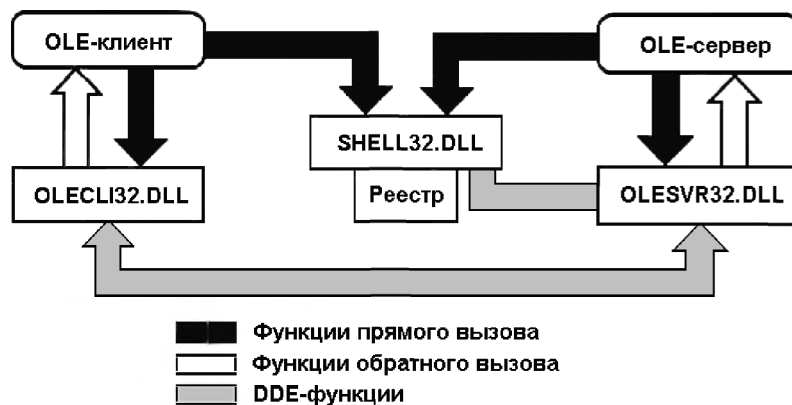 OLE-клиент
OLE-сервер
SHELL32.DLL
Реестр
OLECLI32.DLL
OLESVR32.DLL
Функции прямого вызова
Функции обратного вызова
DDE-функции